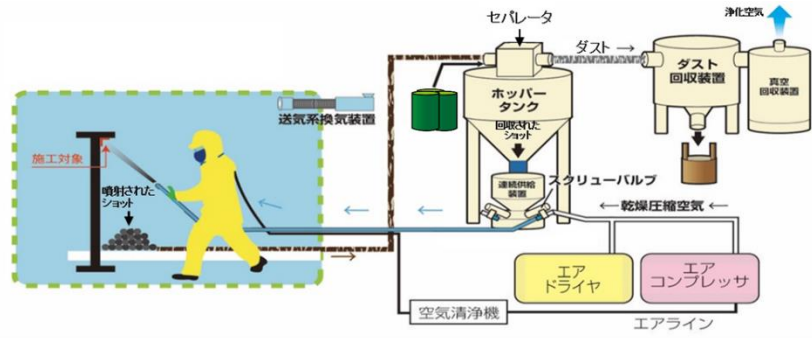 浄化空気
セパレータ
ダスト →
ダスト
回収装置
真空
回収装置
ホッパー
タンク
回収された
ショット
送気系換気装置
施工対象
噴射された
ショット
連続供給
装置
スクリューバルブ
←乾燥圧縮空気←
エア
ドライヤ
エア
コンプレッサ
空気清浄機
エアライン